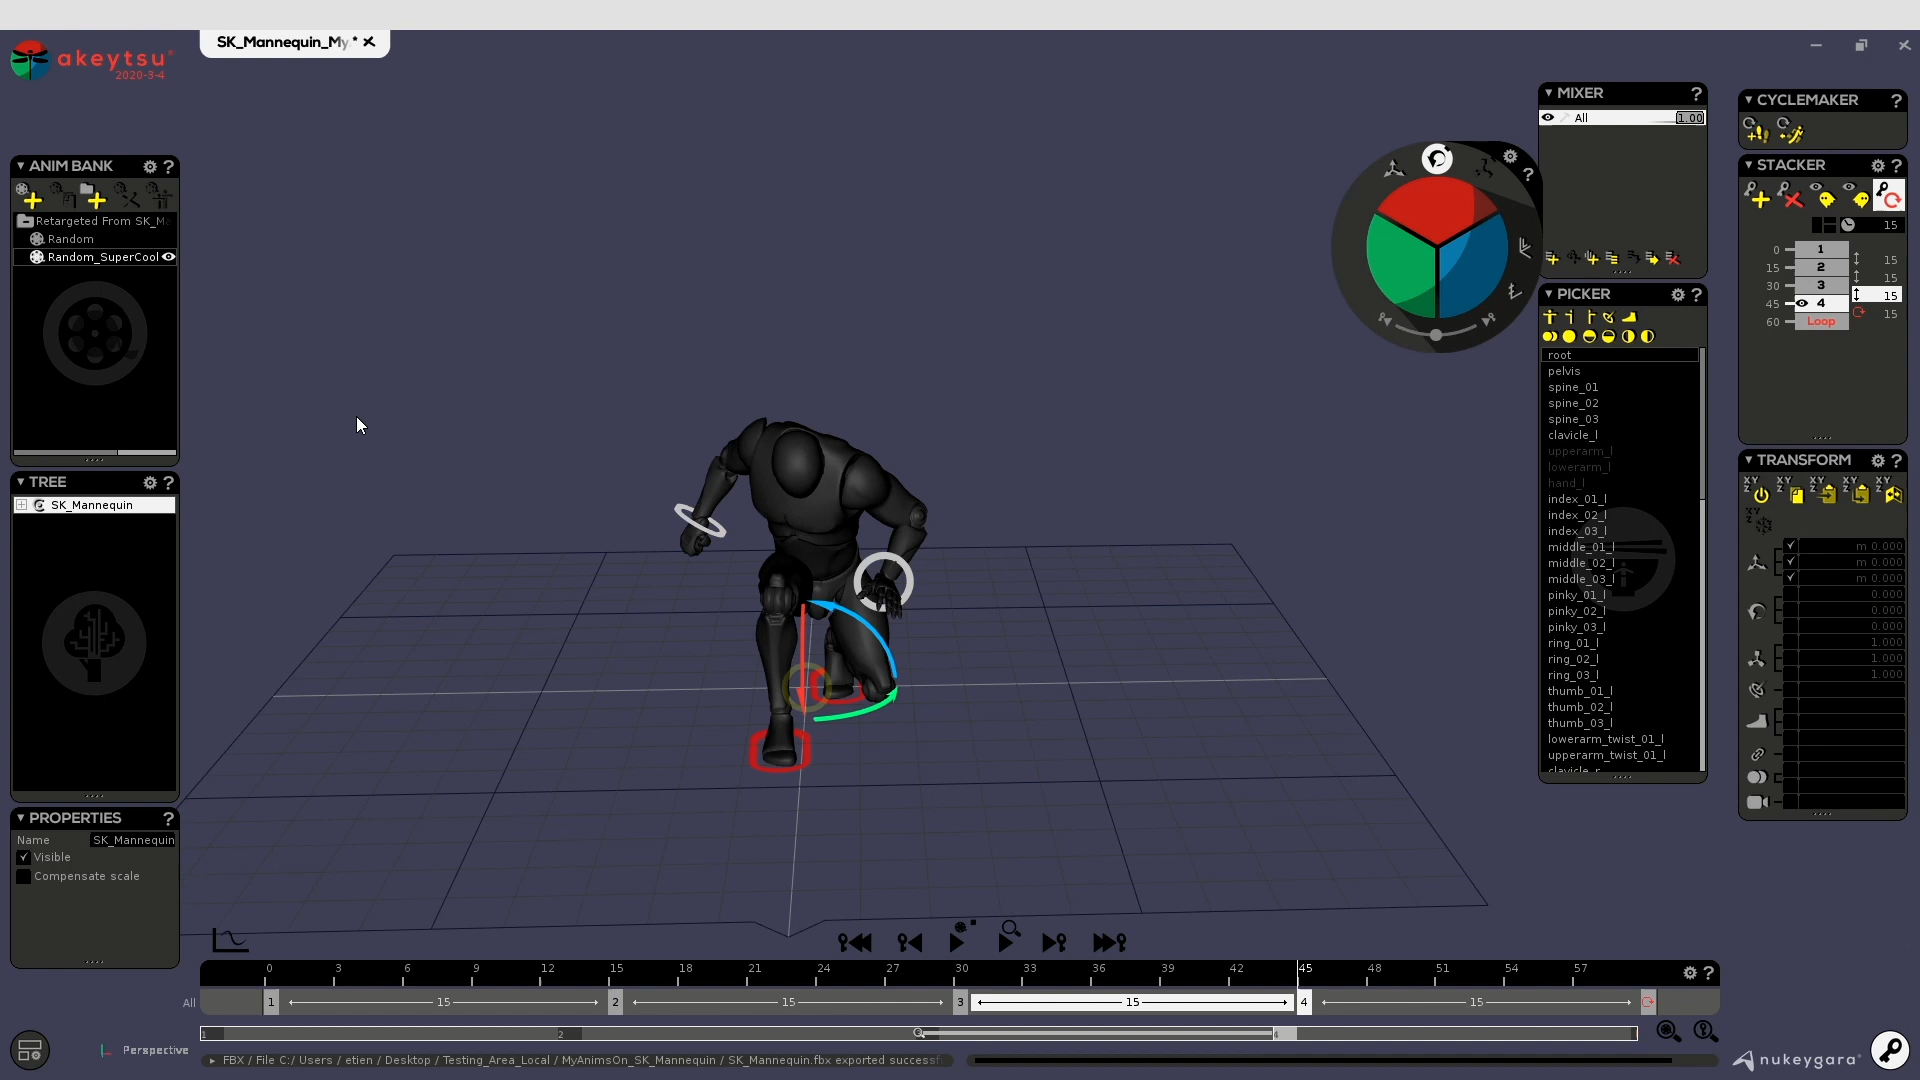 SK_Mannequin_My *
akeytsu
2020-3-4
ANIM BANK
?
Retargeted From SK_M
Random
Random_SuperCool
TREE
?
SK_Mannequin
PROPERTIES
?
Name SK_Mannequin
Visible
Compensate scale
MIXER
?
All 1.00
?
PICKER
?
root
pelvis
spine_01
spine_02
spine_03
clavicle_l
upperarm_l
lowerarm_l
hand_l
index_01_l
index_02_l
index_03_l
middle_01_l
middle_02_l
middle_03_l
pinky_01_l
pinky_02_l
pinky_03_l
ring_01_l
ring_02_l
ring_03_l
thumb_01_l
thumb_02_l
thumb_03_l
lowerarm_twist_01_l
upperarm_twist_01_l
clavicle_r
CYCLEMAKER
?
STACKER
?
15
0 1
15
15 2
15
30 3
15
45 4
15
60 Loop
TRANSFORM
?
m 0.000
m 0.000
m 0.000
0.000
0.000
0.000
1.000
1.000
1.000
0 3 6 9 12 15 18 21 24 27 30 33 36 39 42 45 48 51 54 57
?
All 1 15 2 15 3 15 4 15
1 2 4
Perspective
FBX / File C:/ Users / etien / Desktop / Testing_Area_Local / MyAnimsOn_SK_Mannequin / SK_Mannequin.fbx exported successf
nukeygara